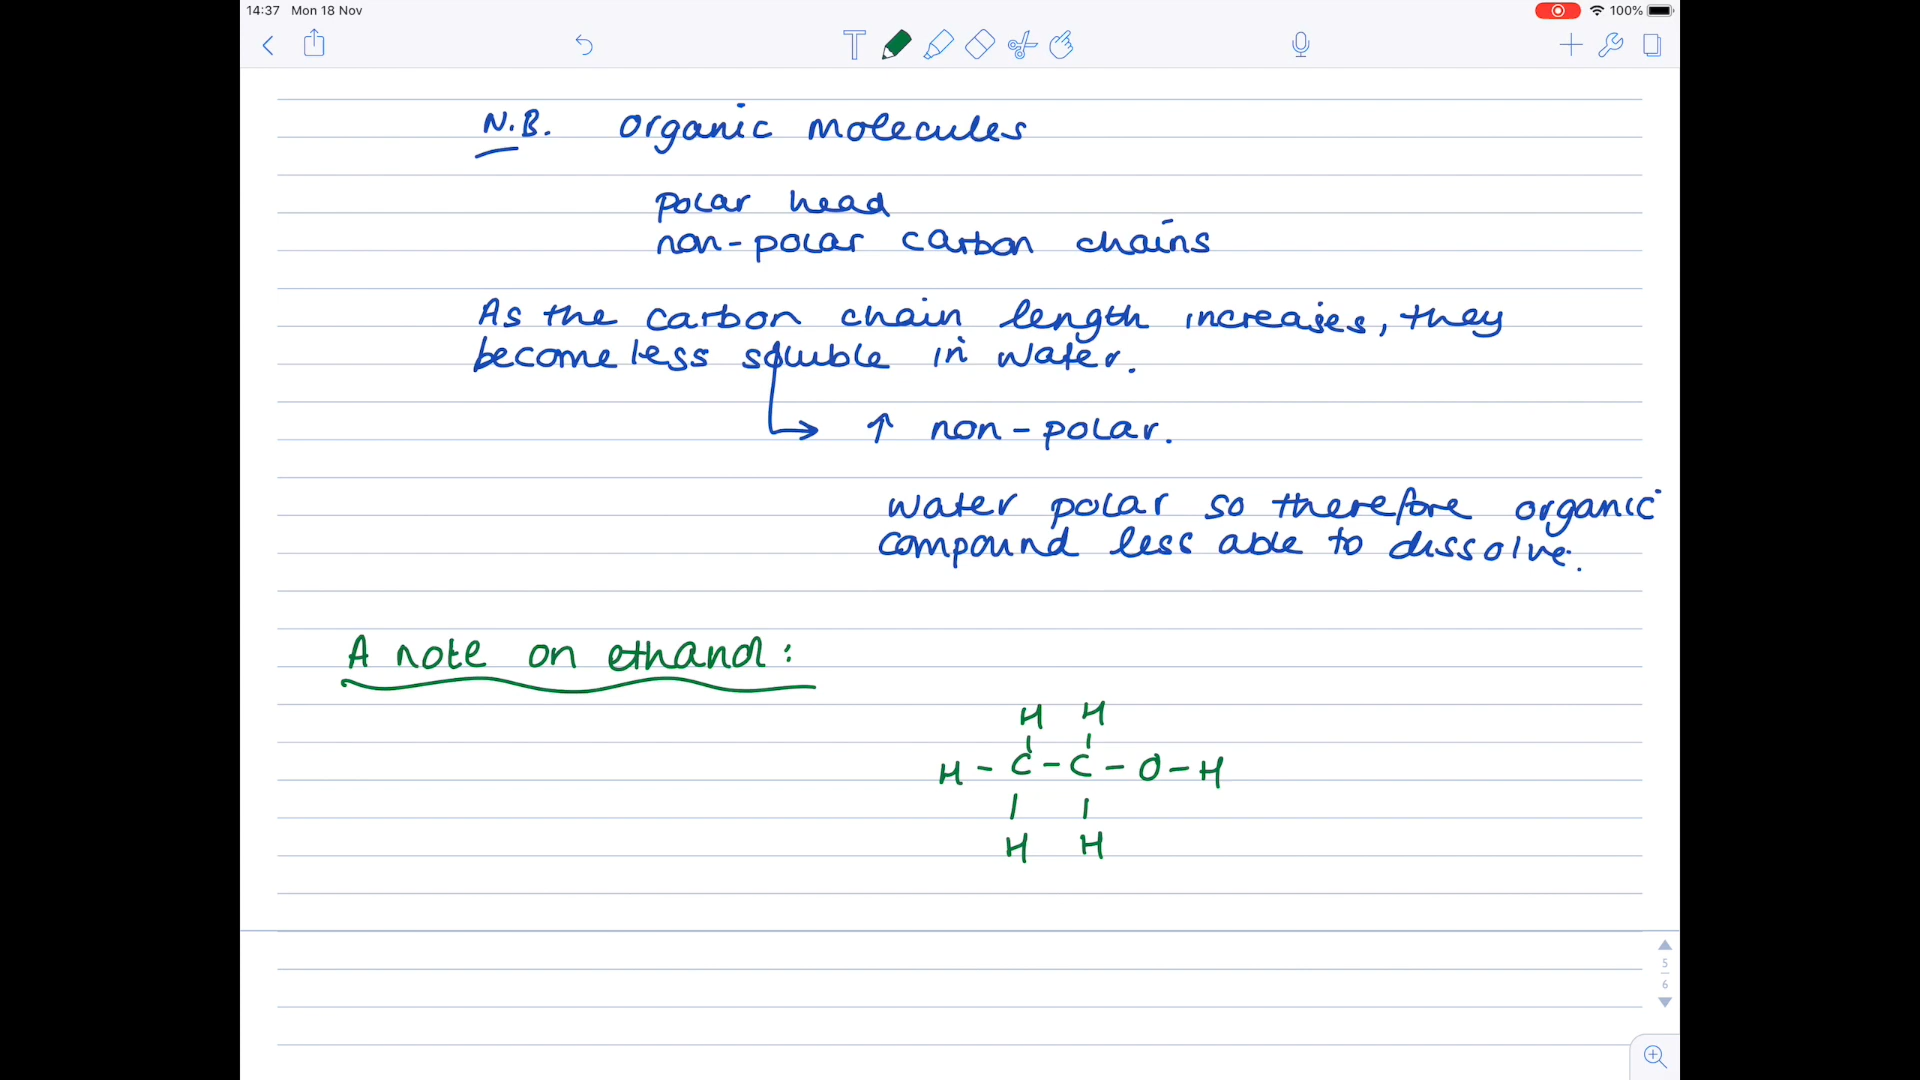 14:37 Mon 18 Nov
100%
T
N.B. organic molecules
polar head
non-polar carbon chains
As the carbon chain length increases, they
become less soluble in water.
↑ non-polar.
water polar so therefore organic
compound less able to dissolve.
A note on ethanol:
H H
H - C - C - O - H
H H
5
6